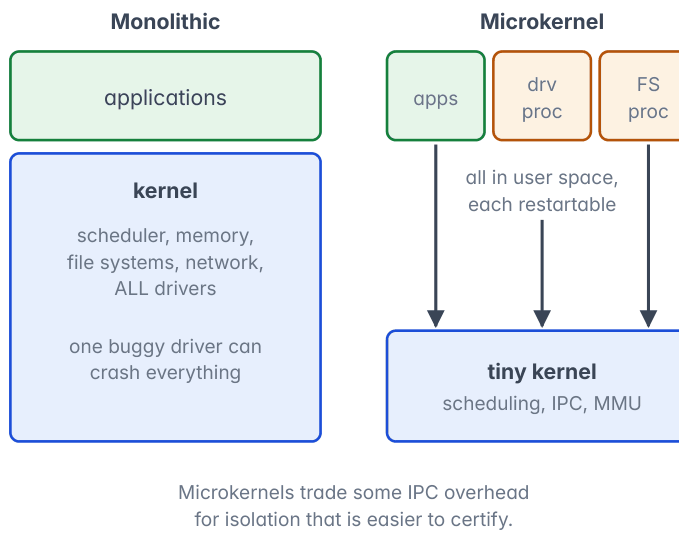 Monolithic
applications
kernel
scheduler, memory,
file systems, network,
ALL drivers
one buggy driver can
crash everything
Microkernel
apps
drv
proc
FS
proc
all in user space,
each restartable
tiny kernel
scheduling, IPC, MMU
Microkernels trade some IPC overhead
for isolation that is easier to certify.